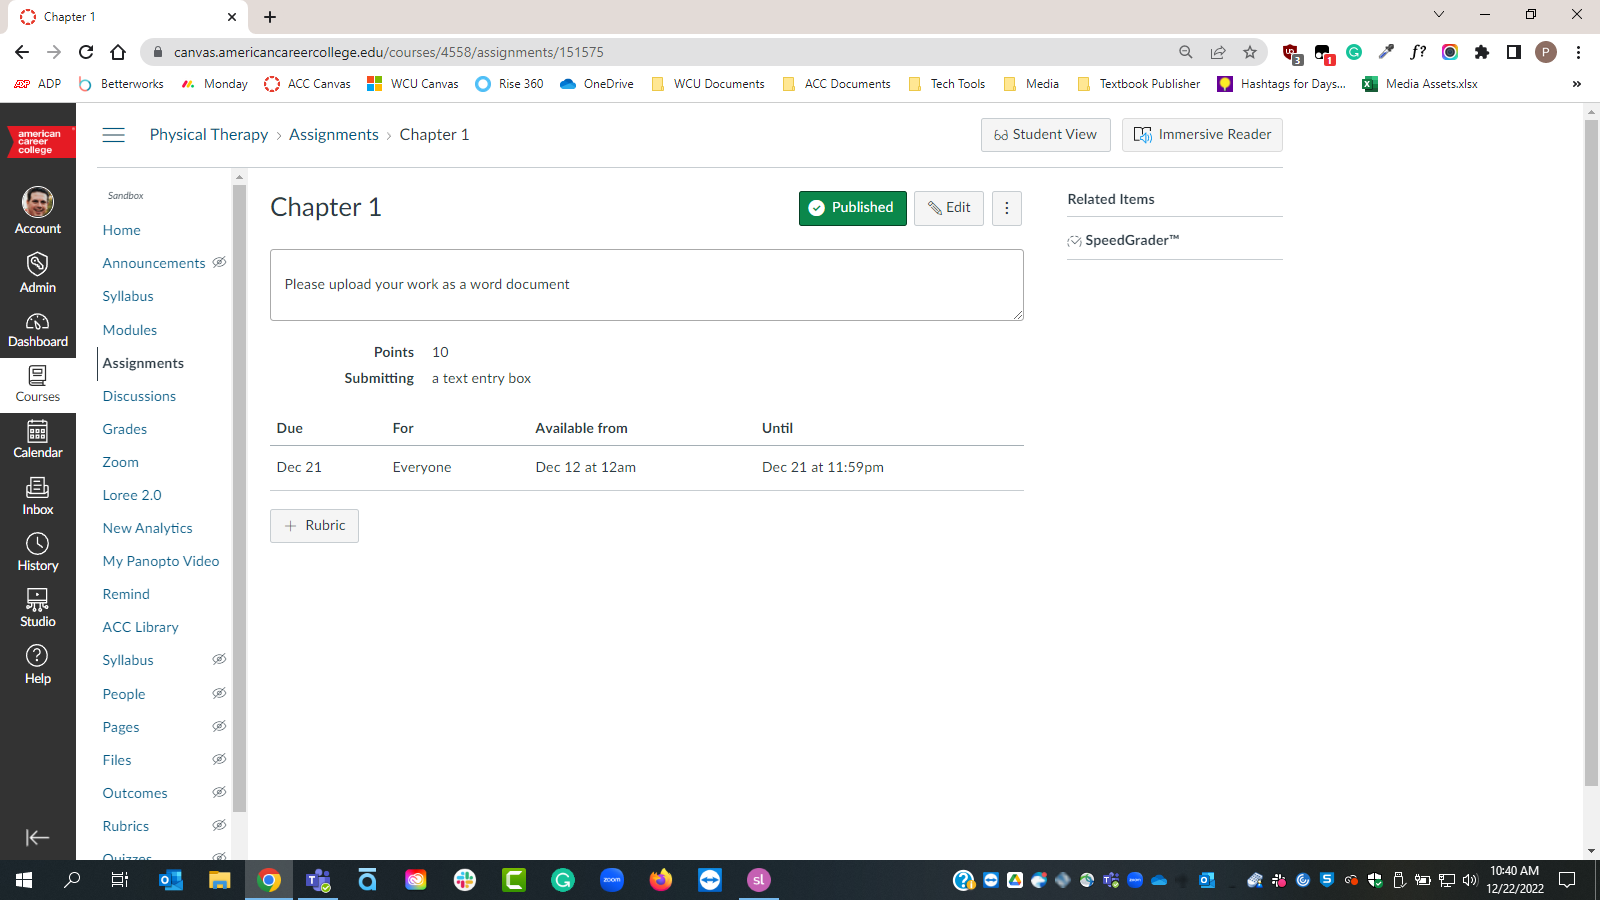 Chapter 1
canvas.americancareercollege.edu/courses/4558/assignments/151575
3
1
f?
P
ADP
Betterworks
Monday
ACC Canvas
WCU Canvas
Rise 360
OneDrive
WCU Documents
ACC Documents
Tech Tools
Media
Textbook Publisher
Hashtags for Days...
Media Assets.xlsx
»
american
career
college
Account
Admin
Dashboard
Courses
Calendar
Inbox
History
Studio
Help
Physical Therapy › Assignments › Chapter 1
Student View
Immersive Reader
Sandbox
Home
Announcements
Syllabus
Modules
Assignments
Discussions
Grades
Zoom
Loree 2.0
New Analytics
My Panopto Video
Remind
ACC Library
Syllabus
People
Pages
Files
Outcomes
Rubrics
Quizzes
Chapter 1
Published
Edit
Please upload your work as a word document
Points 10
Submitting a text entry box
Due For Available from Until
Dec 21 Everyone Dec 12 at 12am Dec 21 at 11:59pm
+ Rubric
Related Items
SpeedGrader™
zoom
sl
10:40 AM
12/22/2022